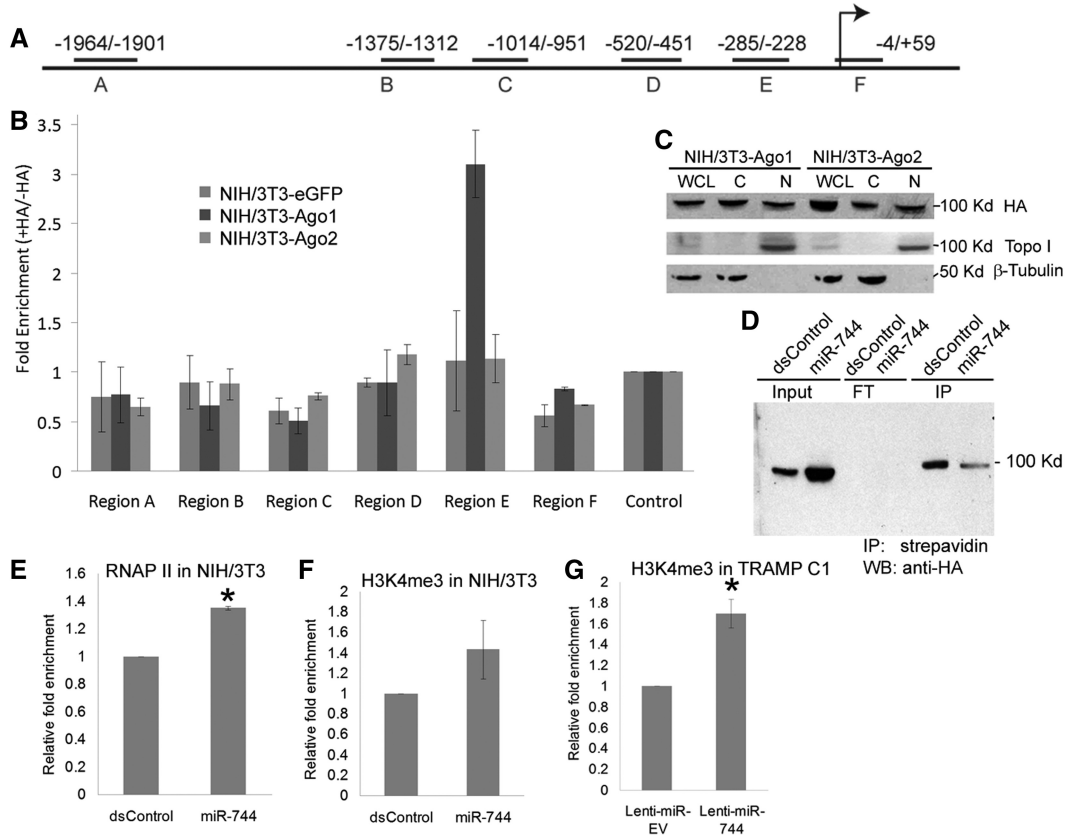 A
-1964/-1901
-1375/-1312
-1014/-951
-520/-451
-285/-228
-4/+59
A
B
C
D
E
F
B
Fold Enrichment (+HA/-HA)
3.5
3
2.5
2
1.5
1
0.5
0
NIH/3T3-eGFP
NIH/3T3-Ago1
NIH/3T3-Ago2
Region A
Region B
Region C
Region D
Region E
Region F
Control
C
NIH/3T3-Ago1
NIH/3T3-Ago2
WCL
C
N
WCL
C
N
100 Kd HA
100 Kd Topo I
50 Kd β-Tubulin
D
dsControl
miR-744
dsControl
miR-744
dsControl
miR-744
Input
FT
IP
- 100 Kd
IP: strepavidin
WB: anti-HA
E
RNAP II in NIH/3T3
Relative fold enrichment
1.6
1.4
1.2
1
0.8
0.6
0.4
0.2
0
*
dsControl
miR-744
F
H3K4me3 in NIH/3T3
Relative fold enrichment
2
1.8
1.6
1.4
1.2
1
0.8
0.6
0.4
0.2
0
dsControl
miR-744
G
H3K4me3 in TRAMP C1
Relative fold enrichment
2
1.8
1.6
1.4
1.2
1
0.8
0.6
0.4
0.2
0
*
Lenti-miR-
EV
Lenti-miR-
744